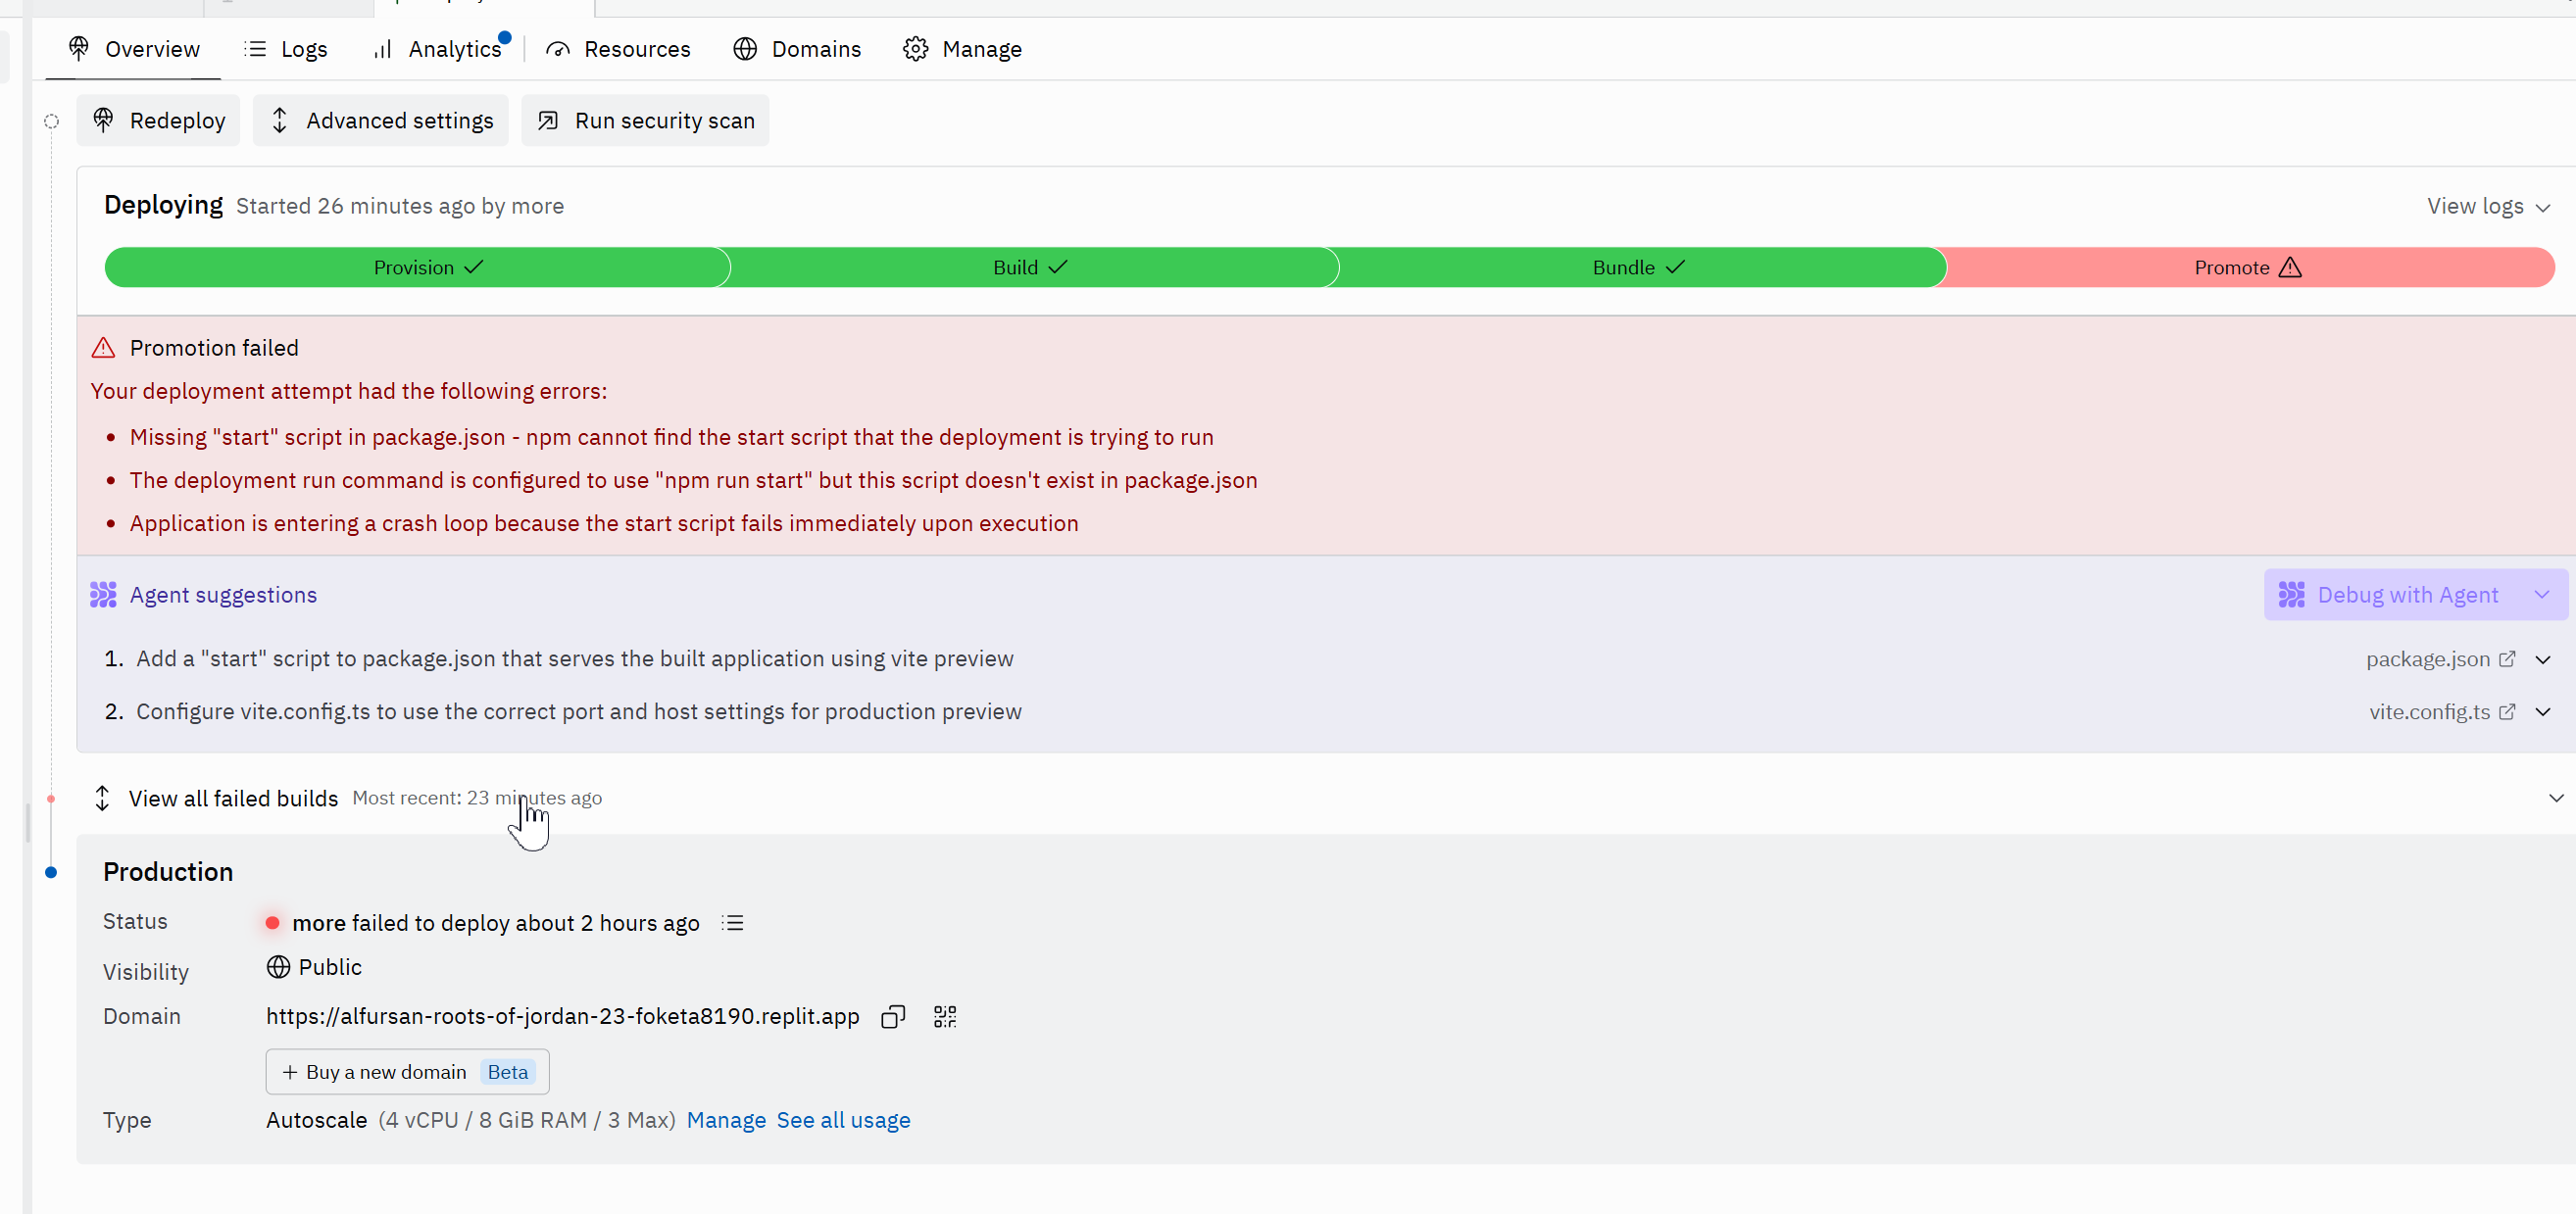 Overview
Logs
Analytics
Resources
Domains
Manage
Redeploy
Advanced settings
Run security scan
Deploying Started 26 minutes ago by more
View logs
Provision
Build
Bundle
Promote
Promotion failed
Your deployment attempt had the following errors:
• Missing "start" script in package.json - npm cannot find the start script that the deployment is trying to run
• The deployment run command is configured to use "npm run start" but this script doesn't exist in package.json
• Application is entering a crash loop because the start script fails immediately upon execution
Agent suggestions
Debug with Agent
1. Add a "start" script to package.json that serves the built application using vite preview
package.json
2. Configure vite.config.ts to use the correct port and host settings for production preview
vite.config.ts
View all failed builds Most recent: 23 minutes ago
Production
Status
more failed to deploy about 2 hours ago
Visibility
Public
Domain
https://alfursan-roots-of-jordan-23-foketa8190.replit.app
+ Buy a new domain Beta
Type
Autoscale (4 vCPU / 8 GiB RAM / 3 Max) Manage See all usage